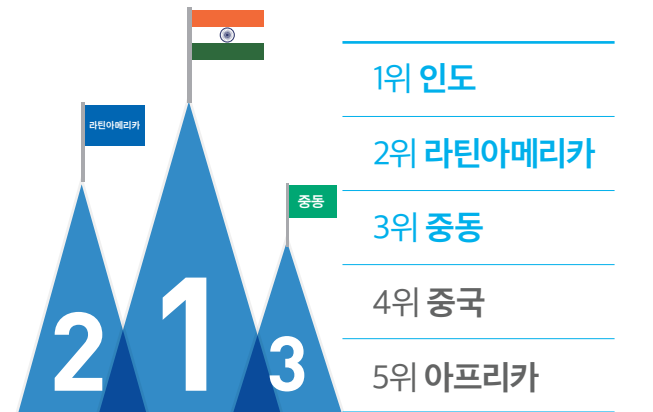 라틴아메리카
중동
2
1
3
1위 인도
2위 라틴아메리카
3위 중동
4위 중국
5위 아프리카